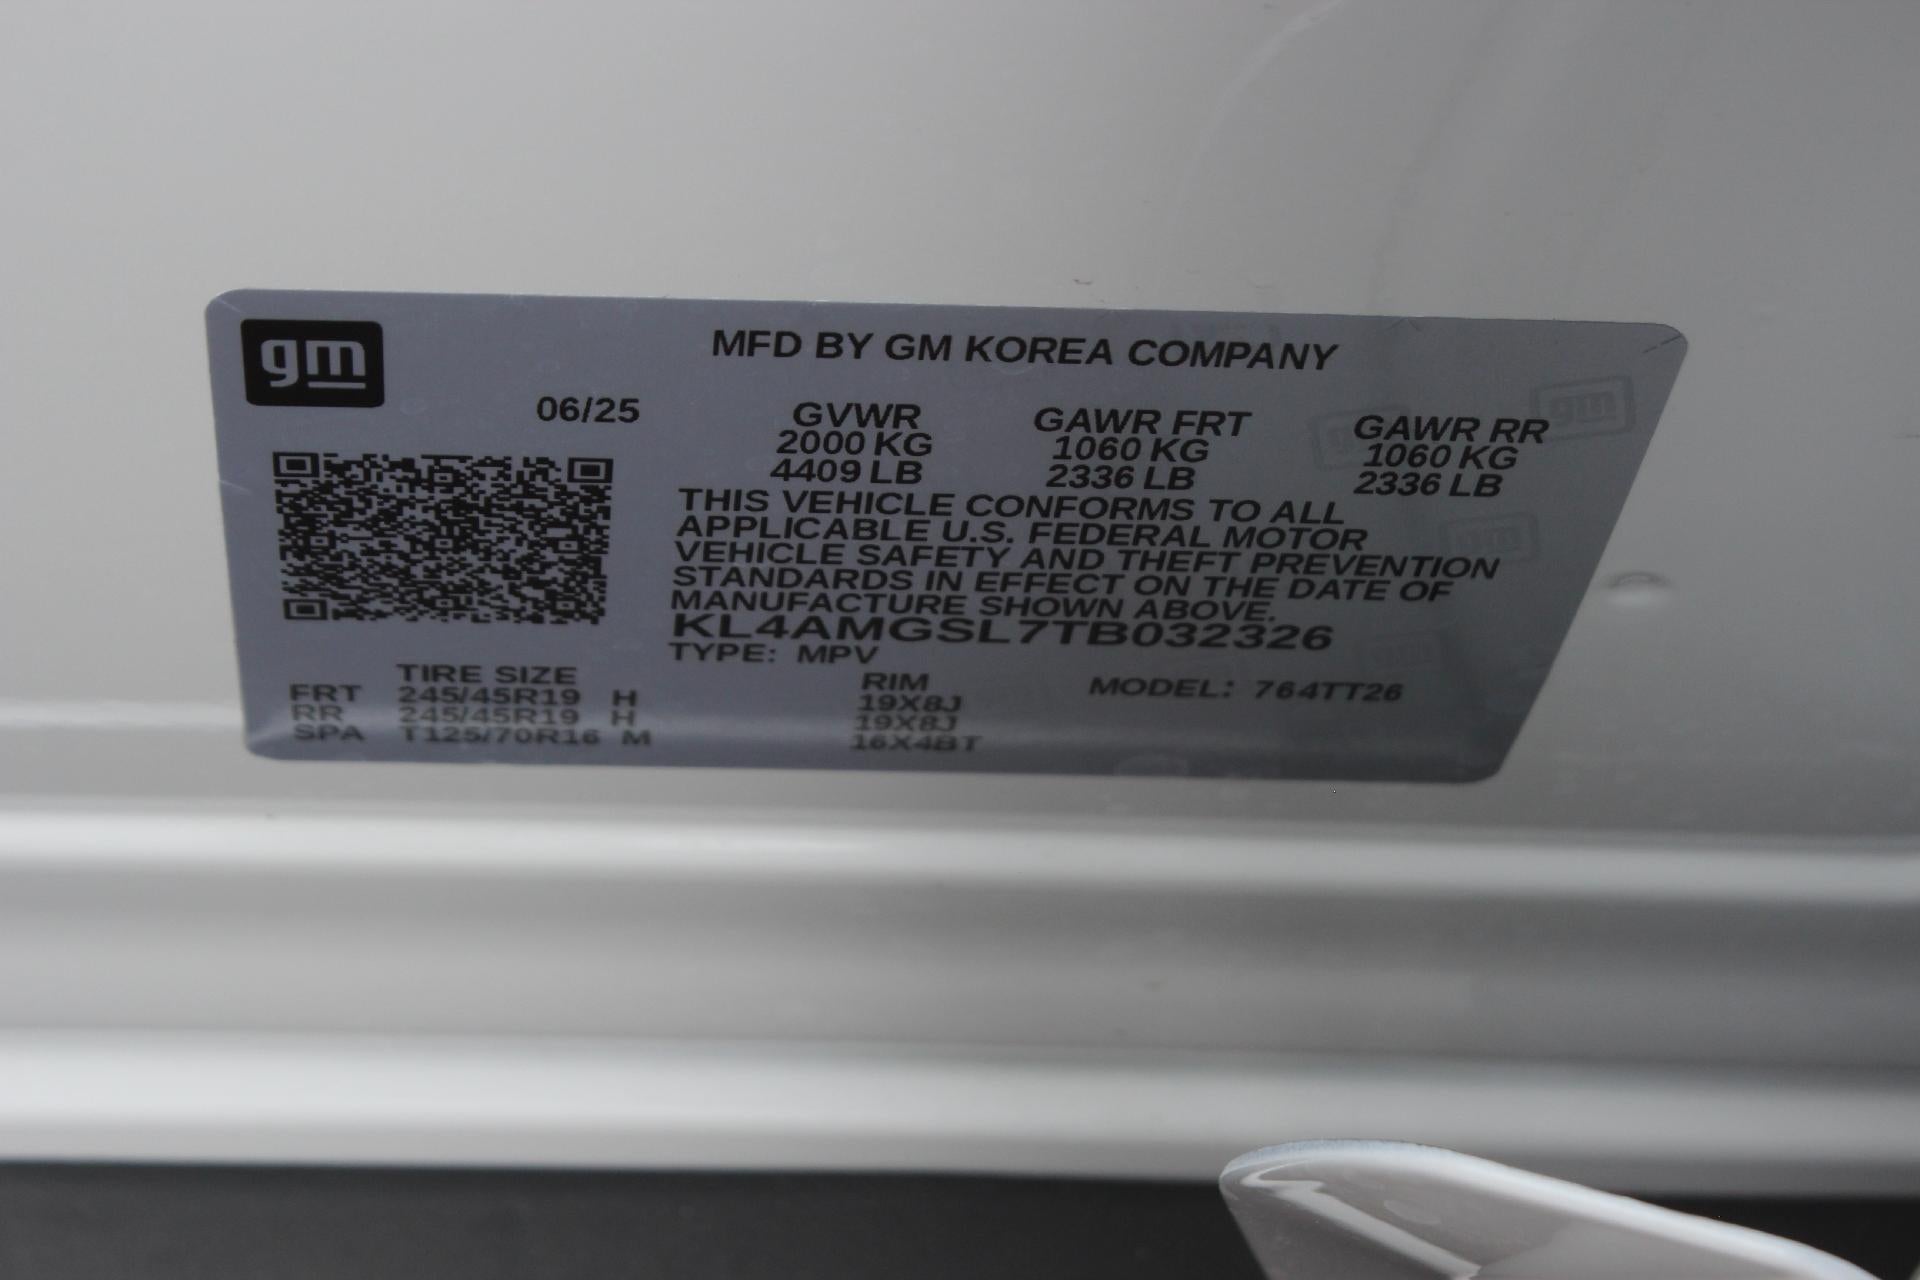 gm
MFD BY GM KOREA COMPANY
06/25
GVWR GAWR FRT GAWR RR
2000 KG 1060 KG 1060 KG
4409 LB 2336 LB 2336 LB
THIS VEHICLE CONFORMS TO ALL
APPLICABLE U.S. FEDERAL MOTOR
VEHICLE SAFETY AND THEFT PREVENTION
STANDARDS IN EFFECT ON THE DATE OF
MANUFACTURE SHOWN ABOVE.
KL4AMGSL7TB032326
TYPE: MPV
TIRE SIZE RIM MODEL: 764TT26
FRT 245/45R19 H 19X8J
RR 245/45R19 H 19X8J
SPA T125/70R16 M 16X4BT